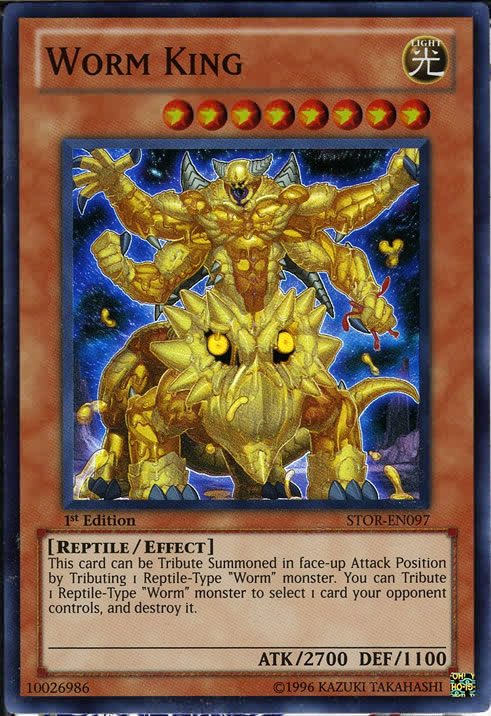 Worm King
LIGHT
光
1st Edition
STOR-EN097
[Reptile/Effect]
This card can be Tribute Summoned in face-up Attack Position
by Tributing 1 Reptile-Type "Worm" monster. You can Tribute
1 Reptile-Type "Worm" monster to select 1 card your opponent
controls, and destroy it.
ATK/2700 DEF/1100
10026986
©1996 KAZUKI TAKAHASHI